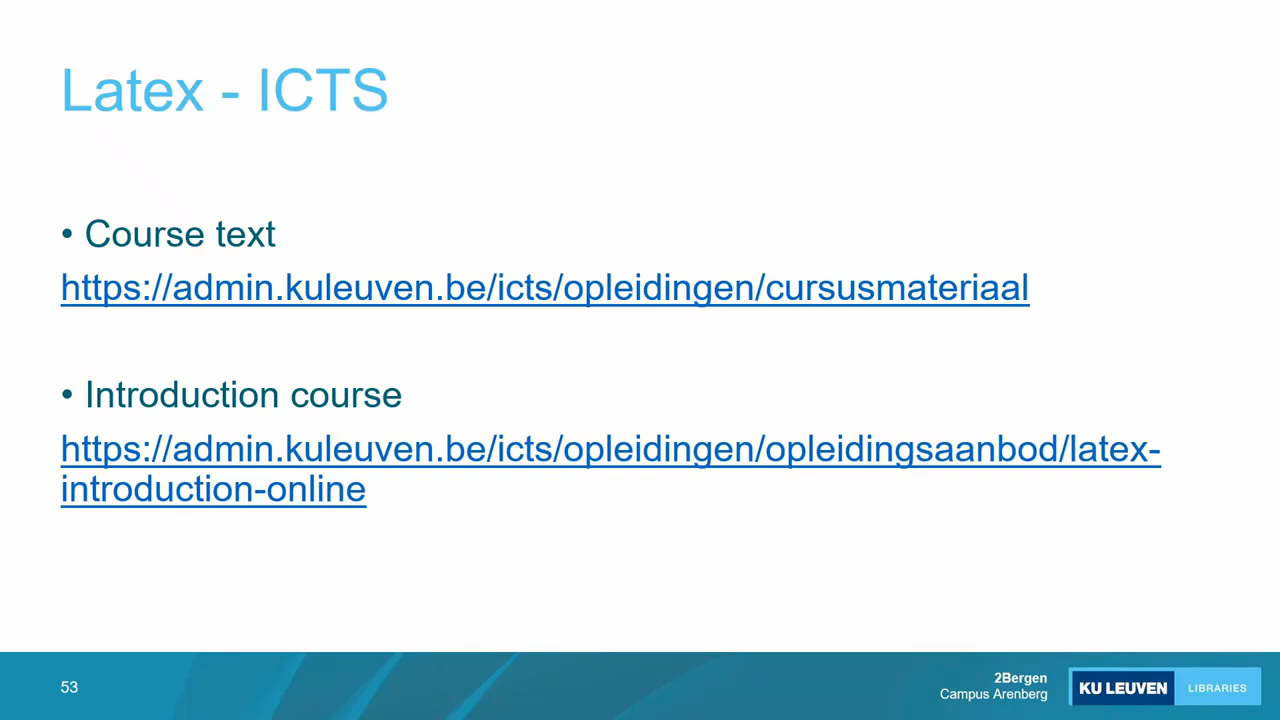 Latex - ICTS
• Course text
https://admin.kuleuven.be/icts/opleidingen/cursusmateriaal
• Introduction course
https://admin.kuleuven.be/icts/opleidingen/opleidingsaanbod/latex-
introduction-online
53
2Bergen
Campus Arenberg
KU LEUVEN
LIBRARIES